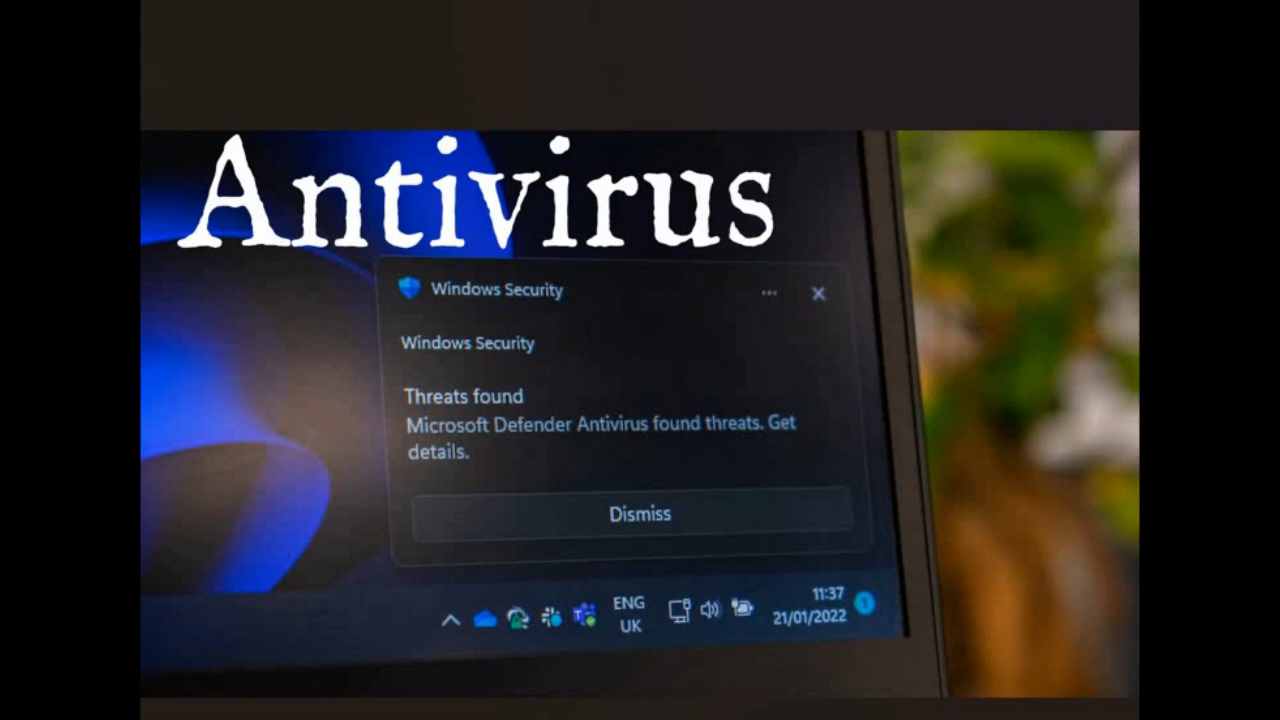 Antivirus
Windows Security
Windows Security
Threats found
Microsoft Defender Antivirus found threats. Get
details.
Dismiss
ENG
UK
11:37
21/01/2022
1